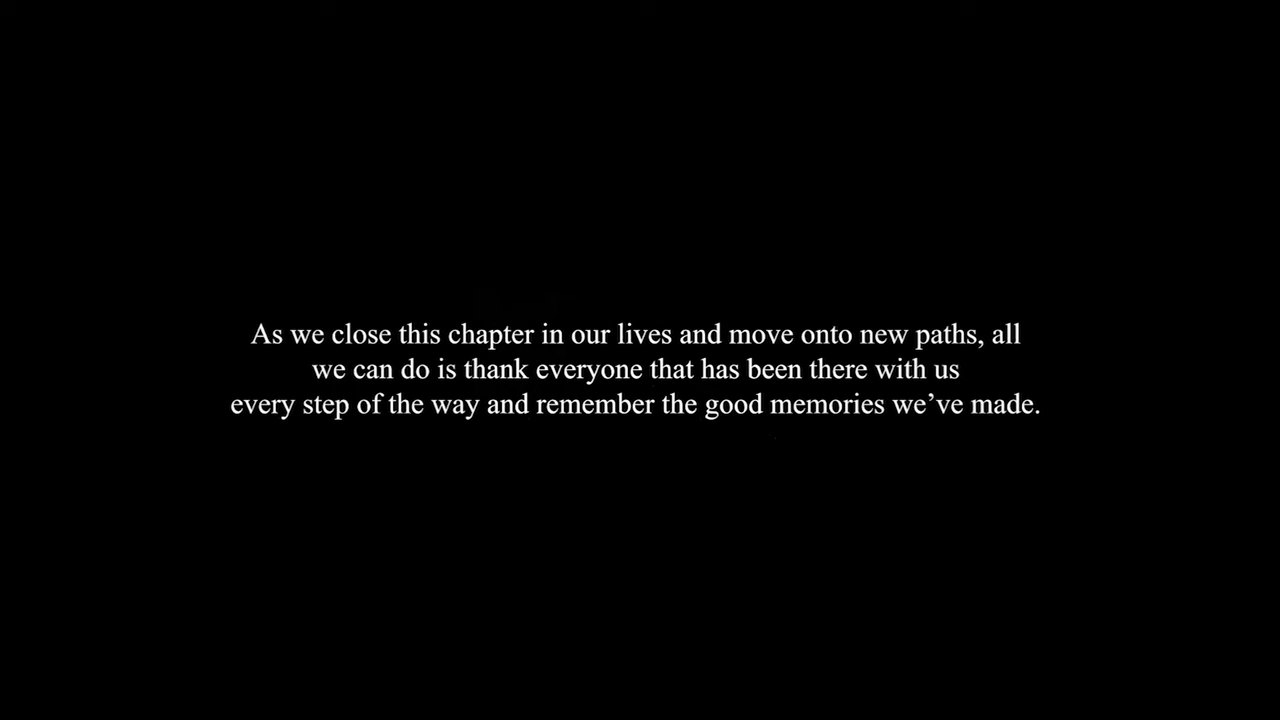 As we close this chapter in our lives and move onto new paths, all
we can do is thank everyone that has been there with us
every step of the way and remember the good memories we’ve made.